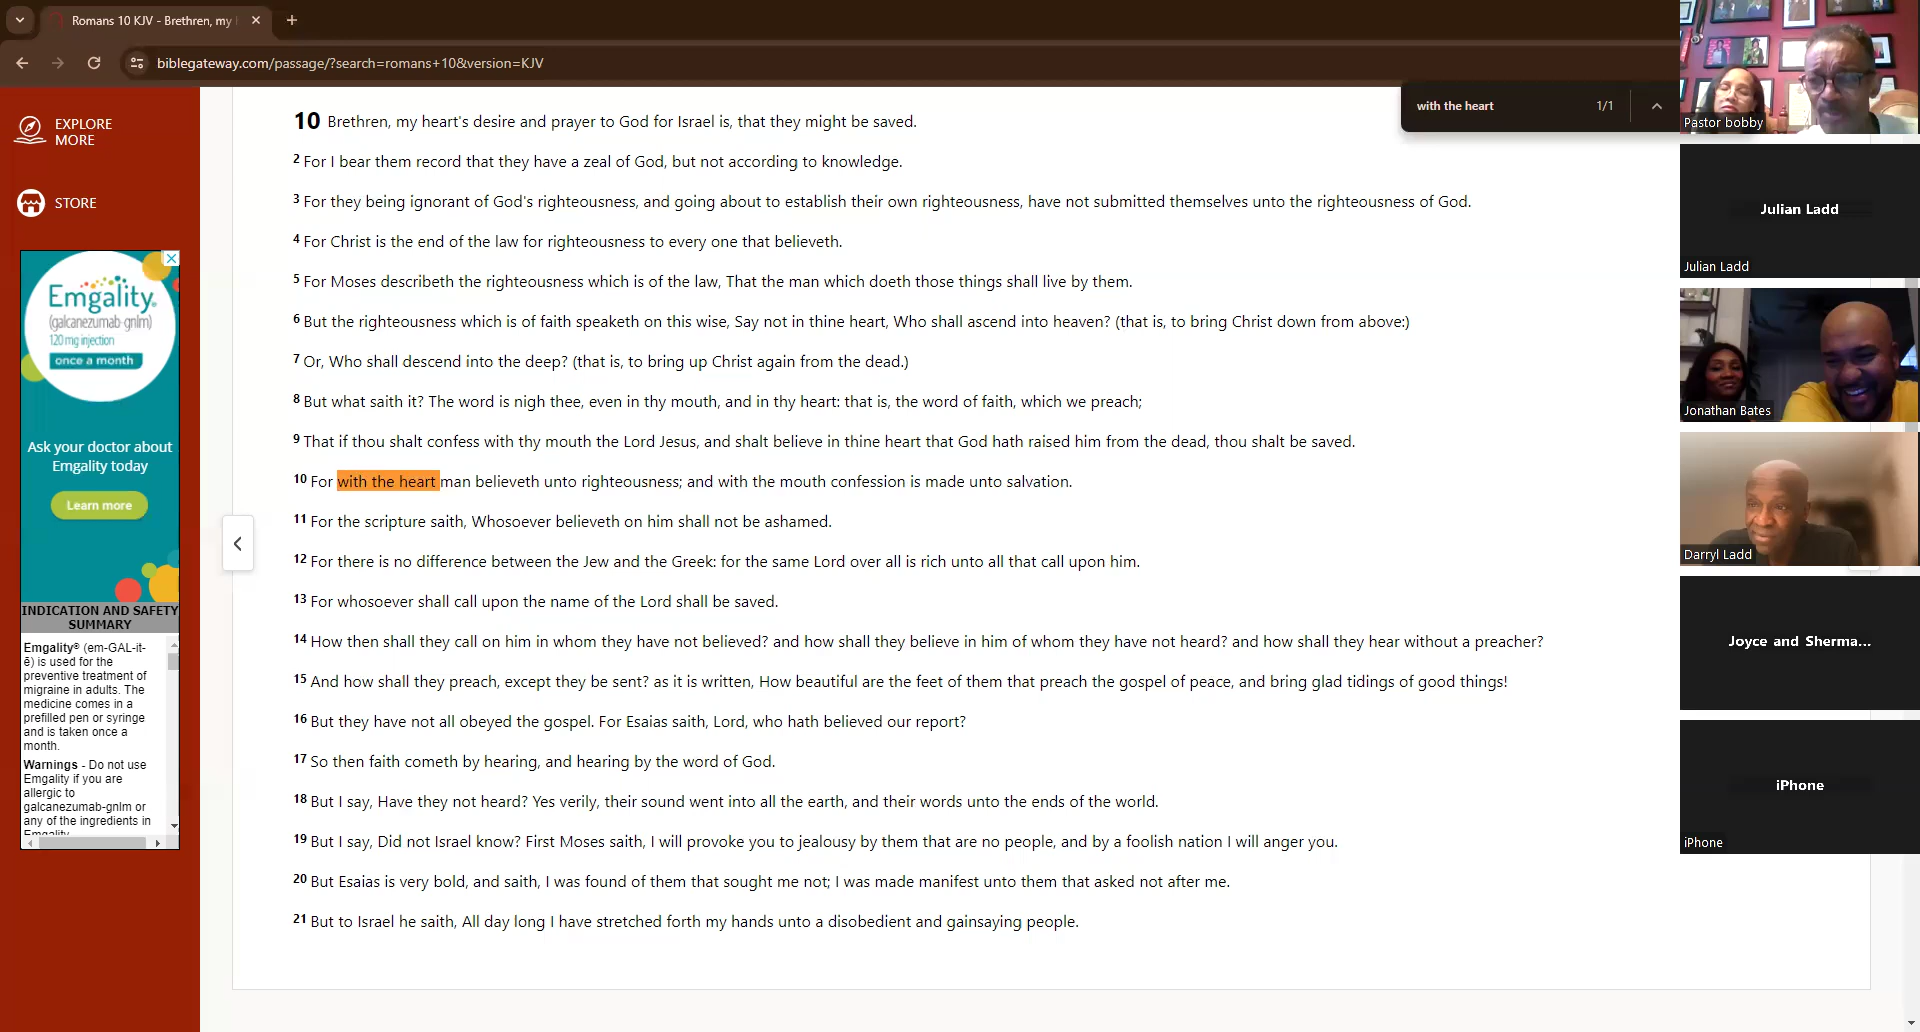 Romans 10 KJV - Brethren, my
biblegateway.com/passage/?search=romans+10&version=KJV
with the heart 1/1
EXPLORE
MORE
STORE
Emgality.
(galcanezumab-gnlm)
120 mg injection
once a month
Ask your doctor about
Emgality today
Learn more
INDICATION AND SAFETY
SUMMARY
Emgality® (em-GAL-it-
ē) is used for the
preventive treatment of
migraine in adults. The
medicine comes in a
prefilled pen or syringe
and is taken once a
month.
Warnings - Do not use
Emgality if you are
allergic to
galcanezumab-gnlm or
any of the ingredients in
Emgality.
10 Brethren, my heart's desire and prayer to God for Israel is, that they might be saved.
2 For I bear them record that they have a zeal of God, but not according to knowledge.
3 For they being ignorant of God's righteousness, and going about to establish their own righteousness, have not submitted themselves unto the righteousness of God.
4 For Christ is the end of the law for righteousness to every one that believeth.
5 For Moses describeth the righteousness which is of the law, That the man which doeth those things shall live by them.
6 But the righteousness which is of faith speaketh on this wise, Say not in thine heart, Who shall ascend into heaven? (that is, to bring Christ down from above:)
7 Or, Who shall descend into the deep? (that is, to bring up Christ again from the dead.)
8 But what saith it? The word is nigh thee, even in thy mouth, and in thy heart: that is, the word of faith, which we preach;
9 That if thou shalt confess with thy mouth the Lord Jesus, and shalt believe in thine heart that God hath raised him from the dead, thou shalt be saved.
10 For with the heart man believeth unto righteousness; and with the mouth confession is made unto salvation.
11 For the scripture saith, Whosoever believeth on him shall not be ashamed.
12 For there is no difference between the Jew and the Greek: for the same Lord over all is rich unto all that call upon him.
13 For whosoever shall call upon the name of the Lord shall be saved.
14 How then shall they call on him in whom they have not believed? and how shall they believe in him of whom they have not heard? and how shall they hear without a preacher?
15 And how shall they preach, except they be sent? as it is written, How beautiful are the feet of them that preach the gospel of peace, and bring glad tidings of good things!
16 But they have not all obeyed the gospel. For Esaias saith, Lord, who hath believed our report?
17 So then faith cometh by hearing, and hearing by the word of God.
18 But I say, Have they not heard? Yes verily, their sound went into all the earth, and their words unto the ends of the world.
19 But I say, Did not Israel know? First Moses saith, I will provoke you to jealousy by them that are no people, and by a foolish nation I will anger you.
20 But Esaias is very bold, and saith, I was found of them that sought me not; I was made manifest unto them that asked not after me.
21 But to Israel he saith, All day long I have stretched forth my hands unto a disobedient and gainsaying people.
Pastor bobby
Julian Ladd
Julian Ladd
Jonathan Bates
Darryl Ladd
Joyce and Sherma...
iPhone
iPhone